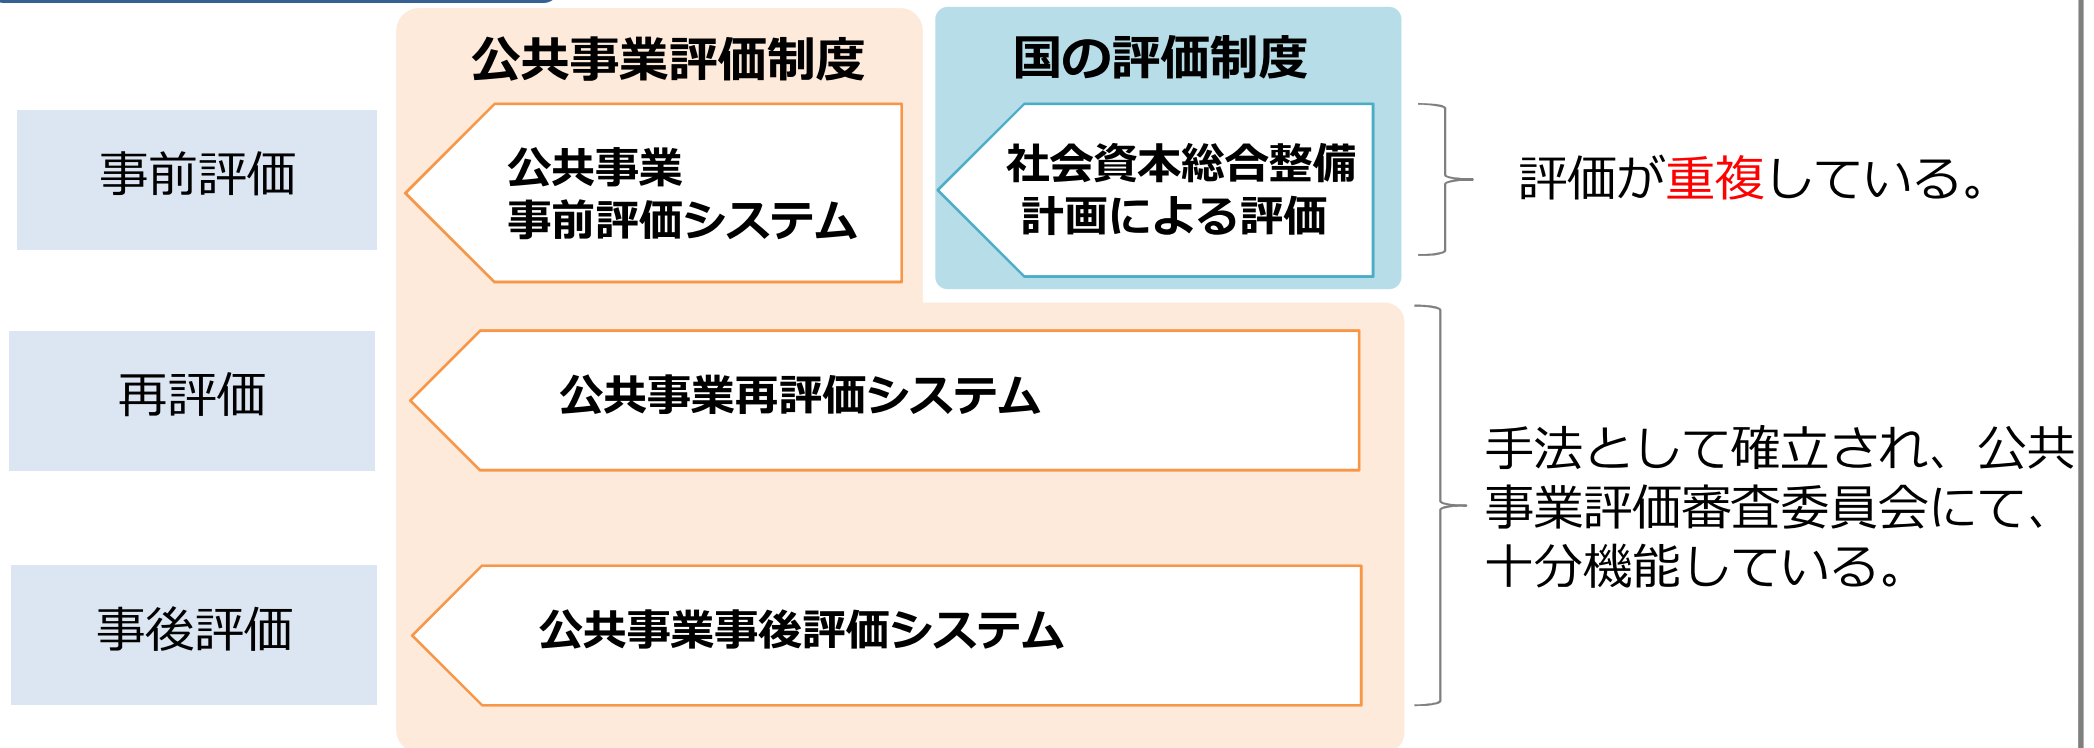 公共事業評価制度
国の評価制度
事前評価
公共事業
事前評価システム
社会資本総合整備
計画による評価
評価が重複している。
再評価
公共事業再評価システム
手法として確立され、公共
事業評価審査委員会にて、
十分機能している。
事後評価
公共事業事後評価システム